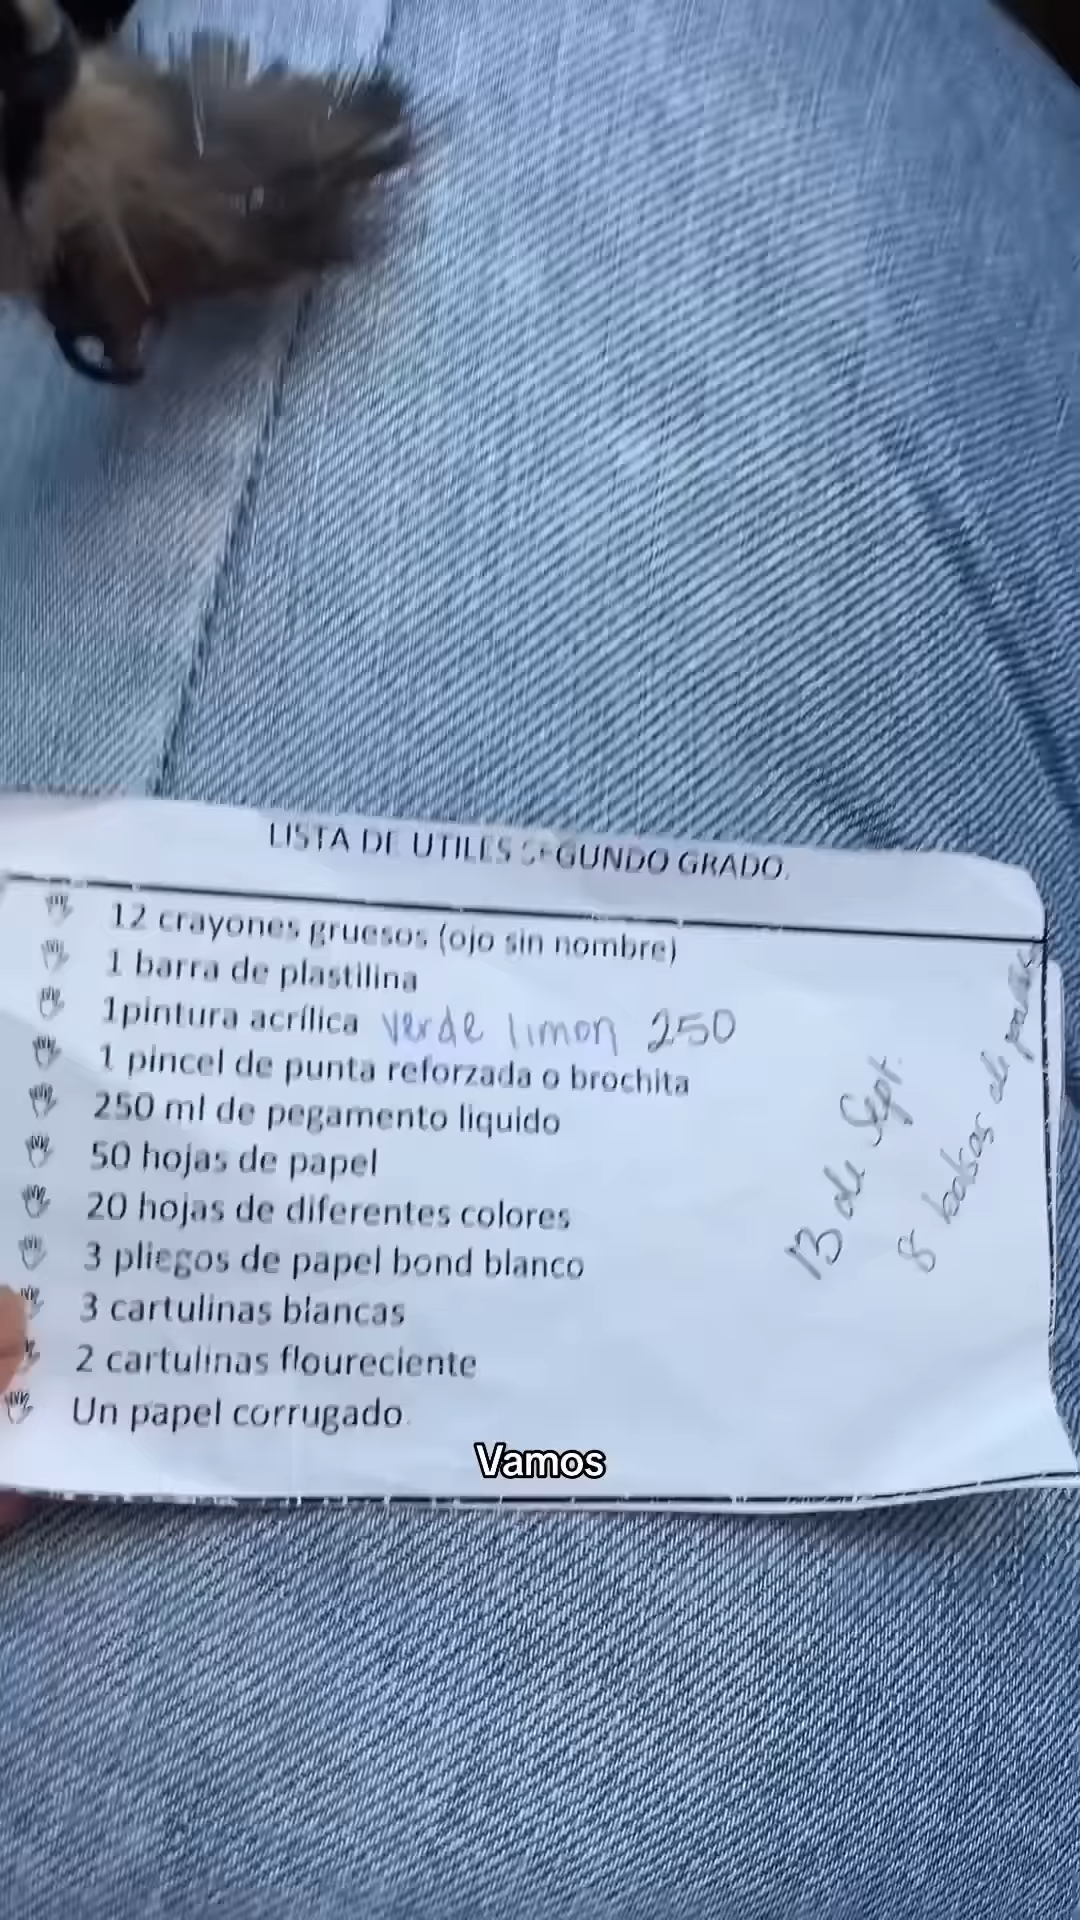 LISTA DE UTILES SEGUNDO GRADO.
12 crayones gruesos (ojo sin nombre)
1 barra de plastilina
1pintura acrílica verde limon 250
1 pincel de punta reforzada o brochita
250 ml de pegamento liquido
50 hojas de papel
20 hojas de diferentes colores
3 pliegos de papel bond blanco
3 cartulinas blancas
2 cartulinas floureciente
Un papel corrugado.
13 de Sept.
8 bolsas de
Vamos